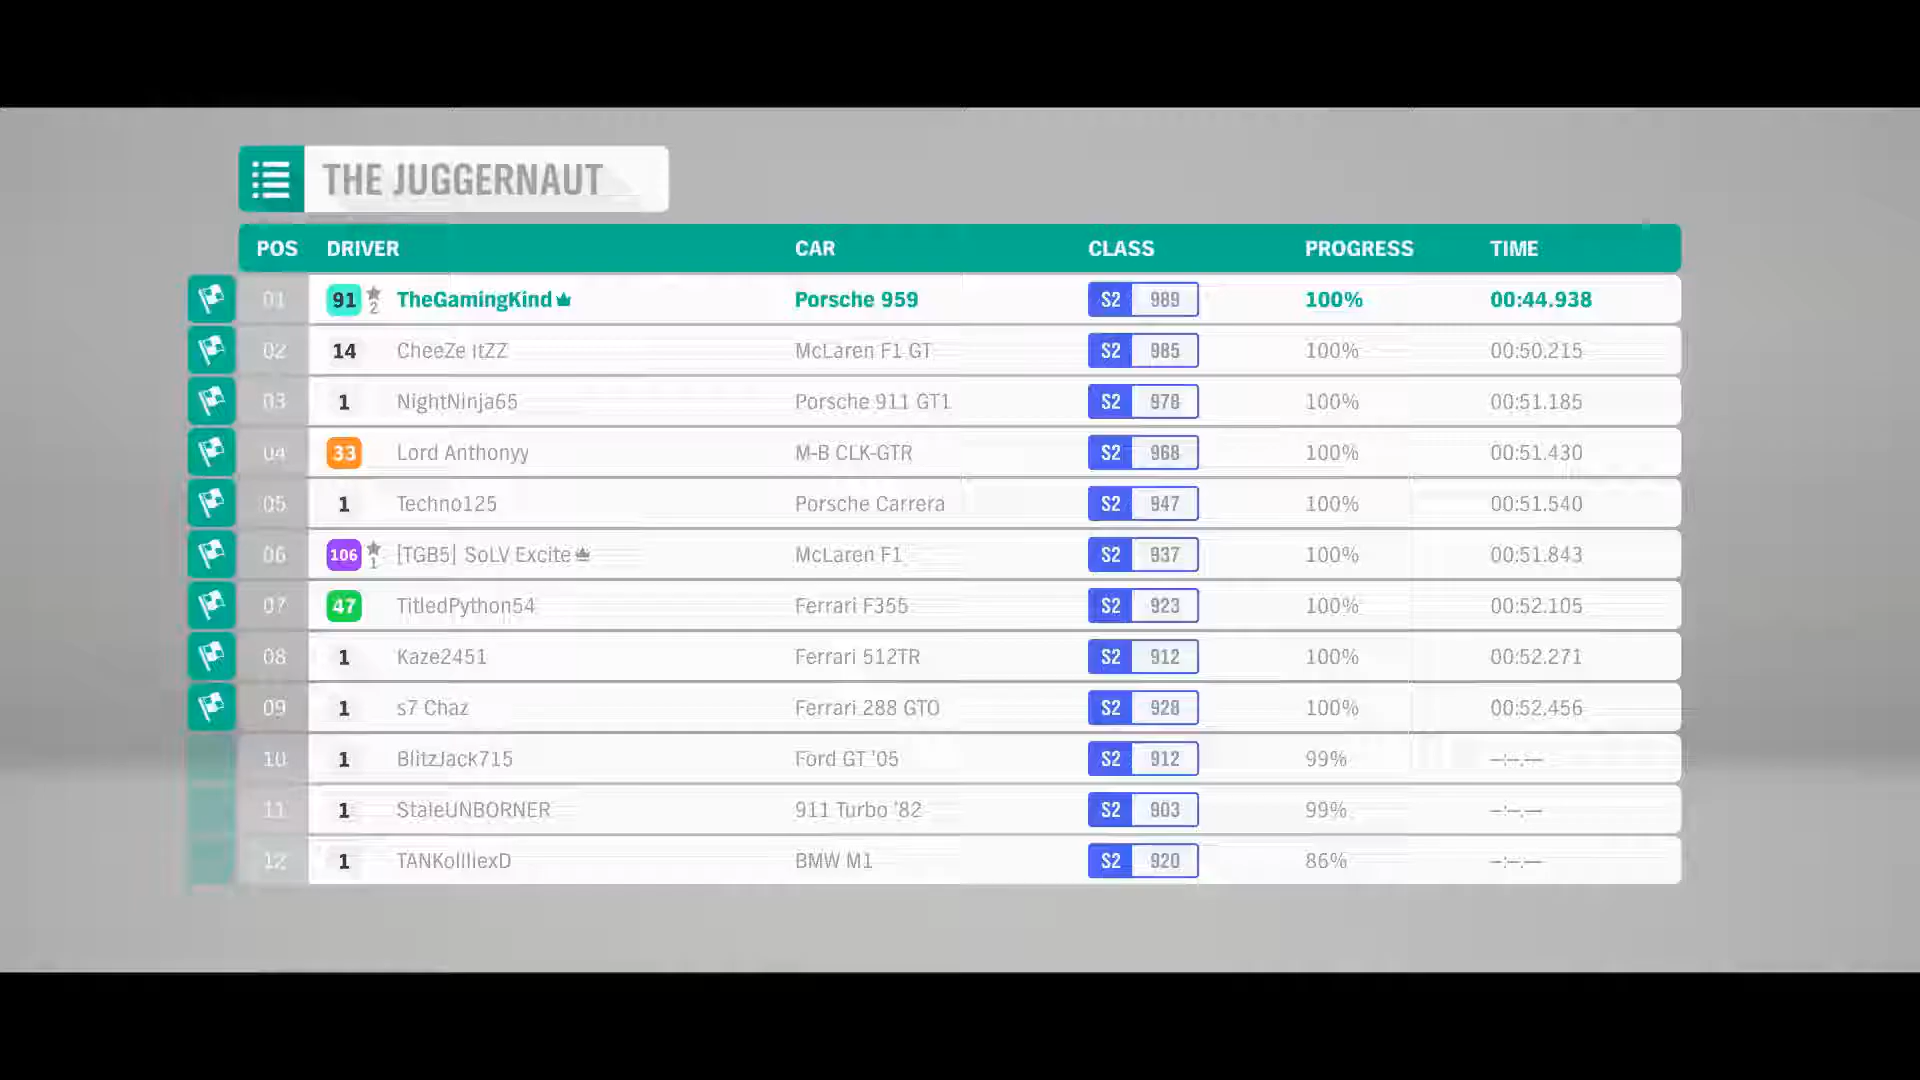 THE JUGGERNAUT
POS DRIVER CAR CLASS PROGRESS TIME
01 91 2 TheGamingKind Porsche 959 S2 989 100% 00:44.938
02 14 CheeZe itZZ McLaren F1 GT S2 985 100% 00:50.215
03 1 NightNinja65 Porsche 911 GT1 S2 978 100% 00:51.185
04 33 Lord Anthonyy M-B CLK-GTR S2 968 100% 00:51.430
05 1 Techno125 Porsche Carrera S2 947 100% 00:51.540
06 106 1 [TGB5] SoLV Excite McLaren F1 S2 937 100% 00:51.843
07 47 TitledPython54 Ferrari F355 S2 923 100% 00:52.105
08 1 Kaze2451 Ferrari 512TR S2 912 100% 00:52.271
09 1 s7 Chaz Ferrari 288 GTO S2 928 100% 00:52.456
10 1 BlitzJack715 Ford GT '05 S2 912 99% --:--.---
11 1 StaleUNBORNER 911 Turbo '82 S2 903 99% --:--.---
12 1 BMW M1 S2 920 86% --:--.---